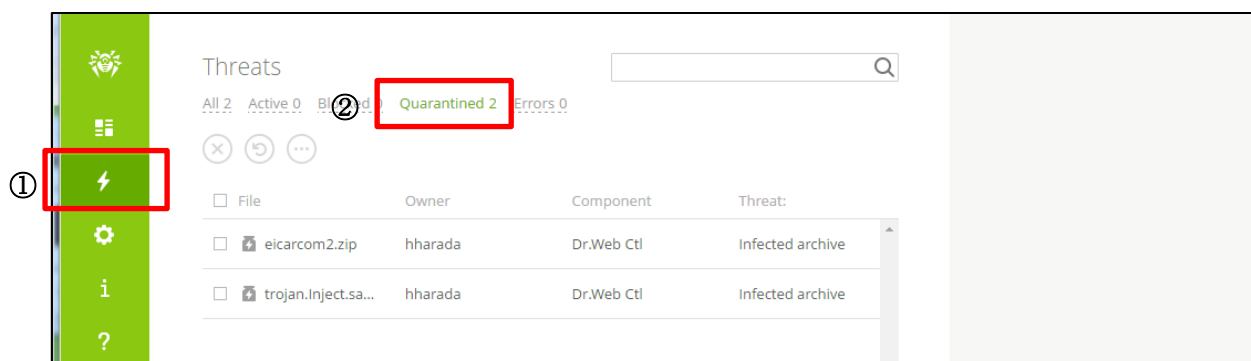 Threats
② 
All 2 Active 0 Blocked 0 Quarantined 2 Errors 0
①
File Owner Component Threat:
eicarcom2.zip hharada Dr.Web Ctl Infected archive
i
trojan.Inject.sa... hharada Dr.Web Ctl Infected archive
?